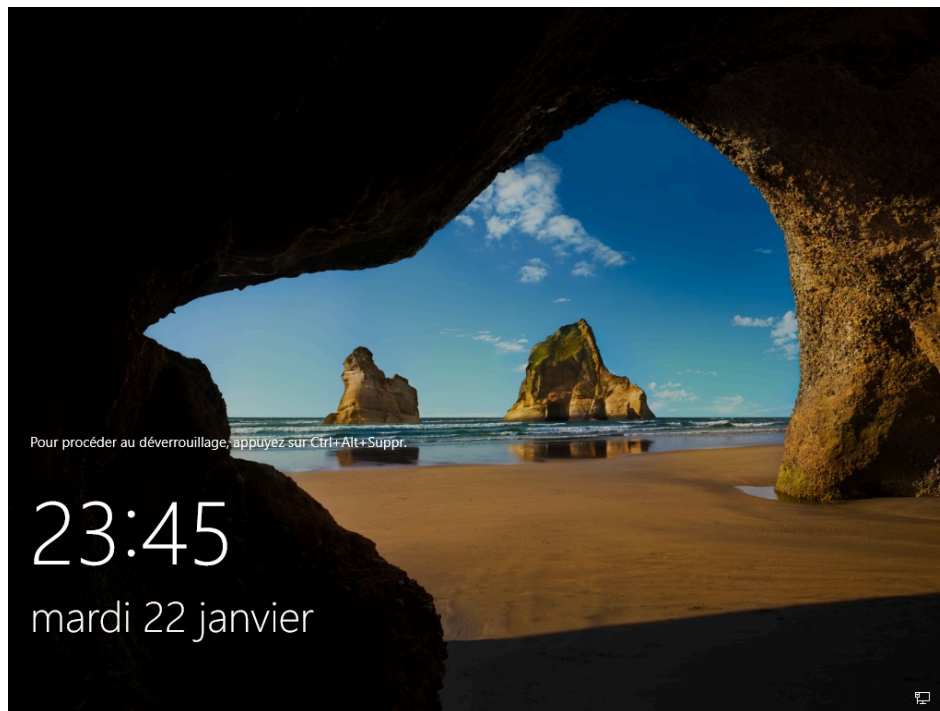 Pour procéder au déverrouillage, appuyez sur Ctrl+Alt+Suppr.
23:45
mardi 22 janvier